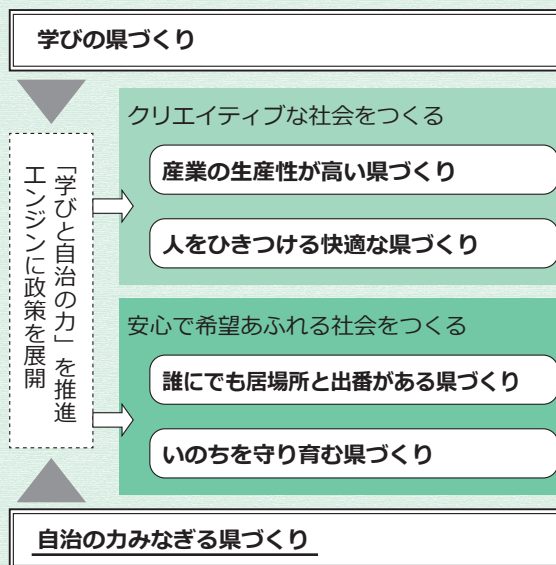 学びの県づくり
「学びと自治の力」を推進
エンジンに政策を展開
クリエイティブな社会をつくる
産業の生産性が高い県づくり
人をひきつける快適な県づくり
安心で希望あふれる社会をつくる
誰にでも居場所と出番がある県づくり
いのちを守り育む県づくり
自治の力みなぎる県づくり